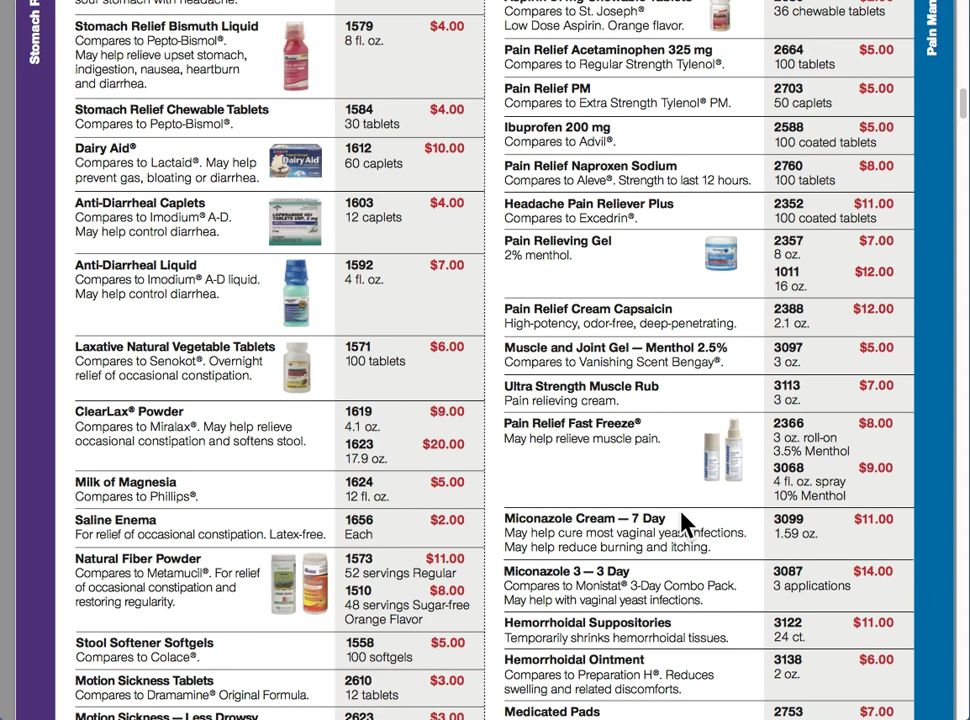 sour stomach with headache.
Stomach R
Stomach Relief Bismuth Liquid 1579 $4.00
Compares to Pepto-Bismol®. 8 fl. oz.
May help relieve upset stomach,
indigestion, nausea, heartburn
and diarrhea.
Stomach Relief Chewable Tablets 1584 $4.00
Compares to Pepto-Bismol®. 30 tablets
Dairy Aid® 1612 $10.00
Compares to Lactaid®. May help 60 caplets
prevent gas, bloating or diarrhea.
Dairy Aid
Anti-Diarrheal Caplets 1603 $4.00
Compares to Imodium® A-D. 12 caplets
May help control diarrhea.
Anti-Diarrheal Liquid 1592 $7.00
Compares to Imodium® A-D liquid. 4 fl. oz.
May help control diarrhea.
Laxative Natural Vegetable Tablets 1571 $6.00
Compares to Senokot®. Overnight 100 tablets
relief of occasional constipation.
ClearLax® Powder 1619 $9.00
Compares to Miralax®. May help relieve 4.1 oz.
occasional constipation and softens stool.
1623 $20.00
17.9 oz.
Milk of Magnesia 1624 $5.00
Compares to Phillips®. 12 fl. oz.
Saline Enema 1656 $2.00
For relief of occasional constipation. Latex-free. Each
Natural Fiber Powder 1573 $11.00
Compares to Metamucil®. For relief 52 servings Regular
of occasional constipation and 1510 $8.00
restoring regularity. 48 servings Sugar-free
Orange Flavor
Stool Softener Softgels 1558 $5.00
Compares to Colace®. 100 softgels
Motion Sickness Tablets 2610 $3.00
Compares to Dramamine® Original Formula. 12 tablets
Motion Sickness — Less Drowsy 2623 $3.00
Compares to St. Joseph® 36 chewable tablets
Low Dose Aspirin. Orange flavor.
Pain Man
Pain Relief Acetaminophen 325 mg 2664 $5.00
Compares to Regular Strength Tylenol®. 100 tablets
Pain Relief PM 2703 $5.00
Compares to Extra Strength Tylenol® PM. 50 caplets
Ibuprofen 200 mg 2588 $5.00
Compares to Advil®. 100 coated tablets
Pain Relief Naproxen Sodium 2760 $8.00
Compares to Aleve®. Strength to last 12 hours. 100 tablets
Headache Pain Reliever Plus 2352 $11.00
Compares to Excedrin®. 100 coated tablets
Pain Relieving Gel 2357 $7.00
2% menthol. 8 oz.
1011 $12.00
16 oz.
Pain Relief Cream Capsaicin 2388 $12.00
High-potency, odor-free, deep-penetrating. 2.1 oz.
Muscle and Joint Gel — Menthol 2.5% 3097 $5.00
Compares to Vanishing Scent Bengay®. 3 oz.
Ultra Strength Muscle Rub 3113 $7.00
Pain relieving cream. 3 oz.
Pain Relief Fast Freeze® 2366 $8.00
May help relieve muscle pain. 3 oz. roll-on
3.5% Menthol
3068 $9.00
4 fl. oz. spray
10% Menthol
Miconazole Cream — 7 Day 3099 $11.00
May help cure most vaginal yeast infections. 1.59 oz.
May help reduce burning and itching.
Miconazole 3 — 3 Day 3087 $14.00
Compares to Monistat® 3-Day Combo Pack. 3 applications
May help with vaginal yeast infections.
Hemorrhoidal Suppositories 3122 $11.00
Temporarily shrinks hemorrhoidal tissues. 24 ct.
Hemorrhoidal Ointment 3138 $6.00
Compares to Preparation H®. Reduces 2 oz.
swelling and related discomforts.
Medicated Pads 2753 $7.00